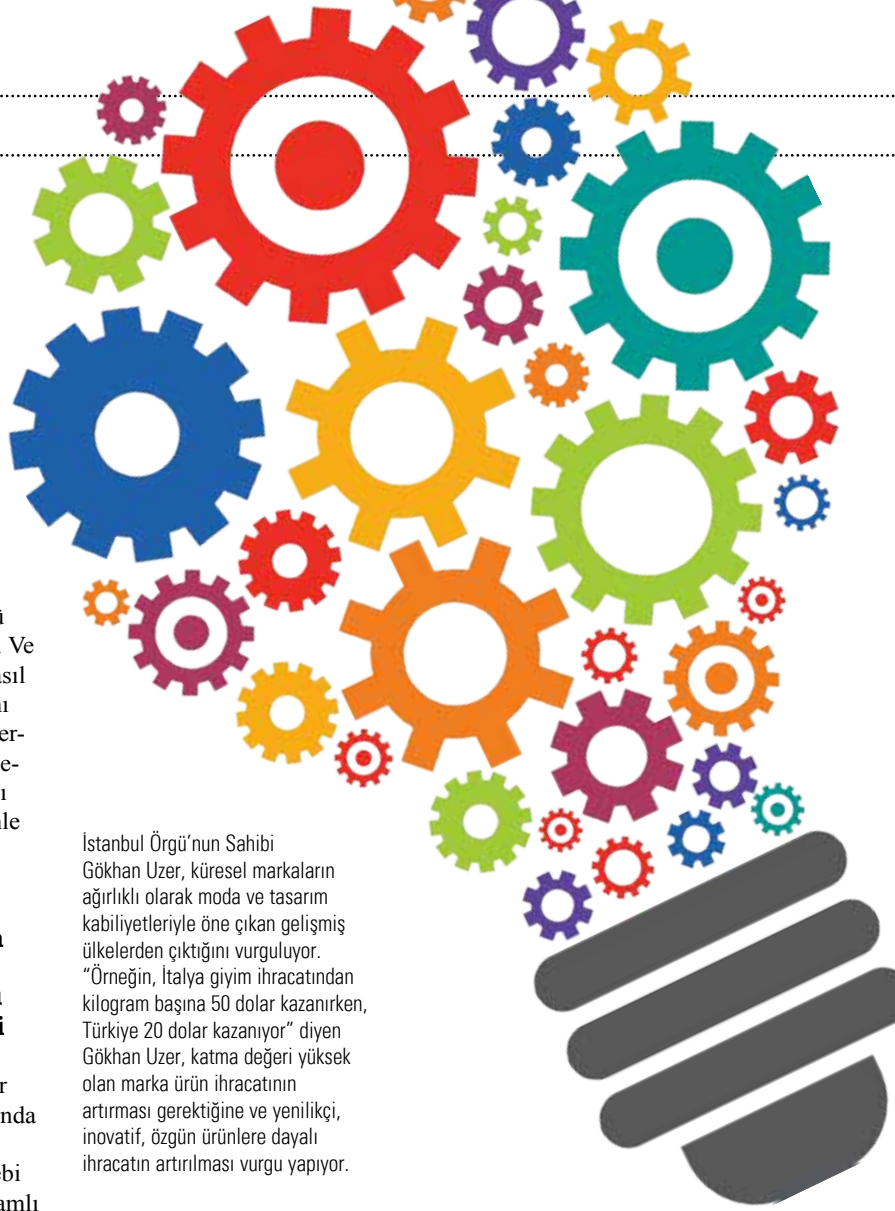 Ve
İstanbul Örgü’nun Sahibi
Gökhan Uzer, küresel markaların
ağırlıklı olarak moda ve tasarım
kabiliyetleriyle öne çıkan gelişmiş
ülkelerden çıktığını vurguluyor.
“Örneğin, İtalya giyim ihracatından
kilogram başına 50 dolar kazanırken,
Türkiye 20 dolar kazanıyor” diyen
Gökhan Uzer, katma değeri yüksek
olan marka ürün ihracatının
artırması gerektiğine ve yenilikçi,
inovatif, özgün ürünlere dayalı
ihracatın artırılması vurgu yapıyor.